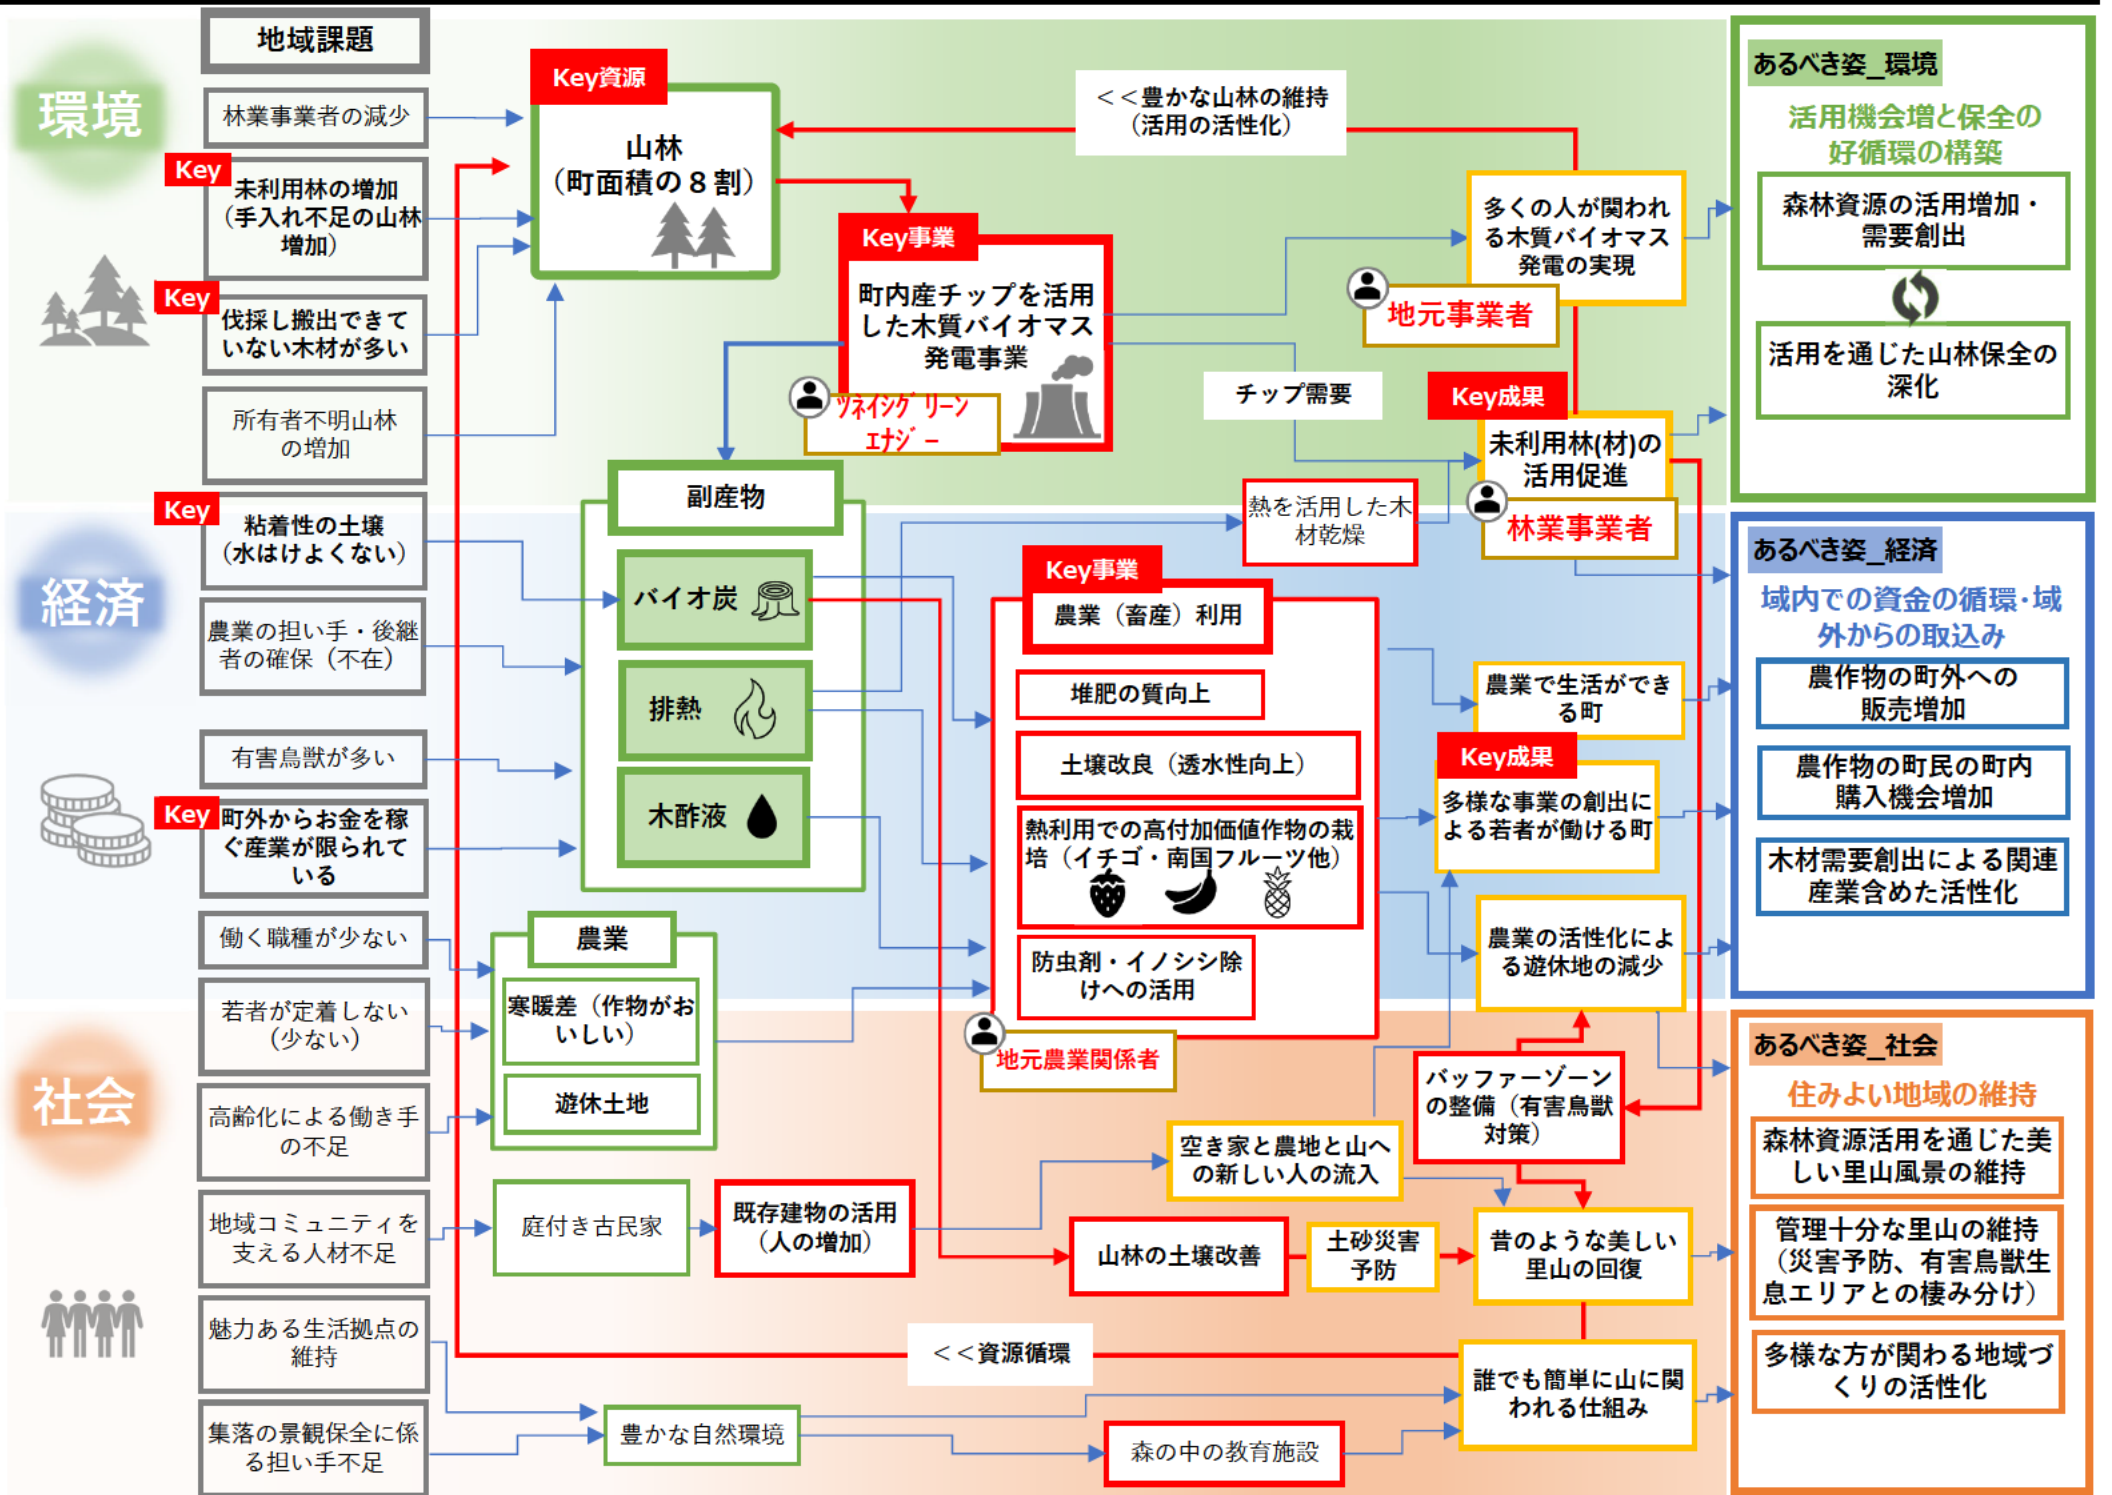 地域課題
環境
林業事業者の減少
Key
未利用林の増加
（手入れ不足の山林
増加）
Key
伐採し搬出できて
いない木材が多い
所有者不明山林
の増加
経済
Key
粘着性の土壌
（水はけよくない）
農業の担い手・後継
者の確保（不在）
有害鳥獣が多い
Key
町外からお金を稼
ぐ産業が限られて
いる
働く職種が少ない
若者が定着しない
（少ない）
社会
高齢化による働き手
の不足
地域コミュニティを
支える人材不足
魅力ある生活拠点の
維持
集落の景観保全に係
る担い手不足
Key資源
山林
（町面積の８割）
Key事業
町内産チップを活用
した木質バイオマス
発電事業
ﾂﾈｲｼｸﾞﾘｰﾝ
ｴﾅｼﾞｰ
副産物
バイオ炭
排熱
木酢液
農業
寒暖差（作物がお
いしい）
遊休土地
庭付き古民家
既存建物の活用
（人の増加）
豊かな自然環境
<<豊かな山林の維持
（活用の活性化）
多くの人が関われ
る木質バイオマス
発電の実現
地元事業者
チップ需要
Key成果
未利用林(材)の
活用促進
林業事業者
熱を活用した木
材乾燥
Key事業
農業（畜産）利用
堆肥の質向上
土壌改良（透水性向上）
熱利用での高付加価値作物の栽
培（イチゴ・南国フルーツ他）
防虫剤・イノシシ除
けへの活用
地元農業関係者
農業で生活ができ
る町
Key成果
多様な事業の創出に
よる若者が働ける町
農業の活性化によ
る遊休地の減少
バッファーゾーン
の整備（有害鳥獣
対策）
空き家と農地と山へ
の新しい人の流入
山林の土壌改善
土砂災害
予防
昔のような美しい
里山の回復
<<資源循環
誰でも簡単に山に関
われる仕組み
森の中の教育施設
あるべき姿_環境
活用機会増と保全の
好循環の構築
森林資源の活用増加・
需要創出
活用を通じた山林保全の
深化
あるべき姿_経済
域内での資金の循環・域
外からの取込み
農作物の町外への
販売増加
農作物の町民の町内
購入機会増加
木材需要創出による関連
産業含めた活性化
あるべき姿_社会
住みよい地域の維持
森林資源活用を通じた美
しい里山風景の維持
管理十分な里山の維持
（災害予防、有害鳥獣生
息エリアとの棲み分け）
多様な方が関わる地域づ
くりの活性化